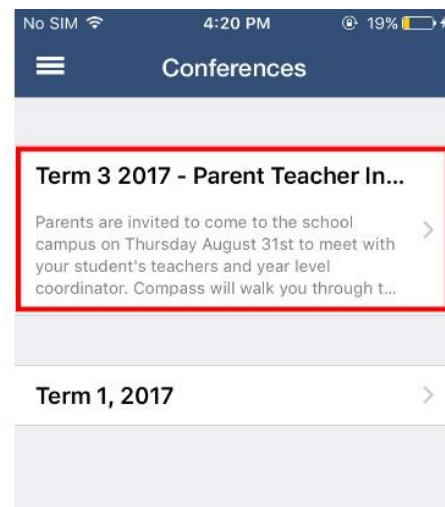 No SIM 4:20 PM 19%
Conferences
Term 3 2017 - Parent Teacher In...
Parents are invited to come to the school
campus on Thursday August 31st to meet with
your student's teachers and year level
coordinator. Compass will walk you through t...
Term 1, 2017